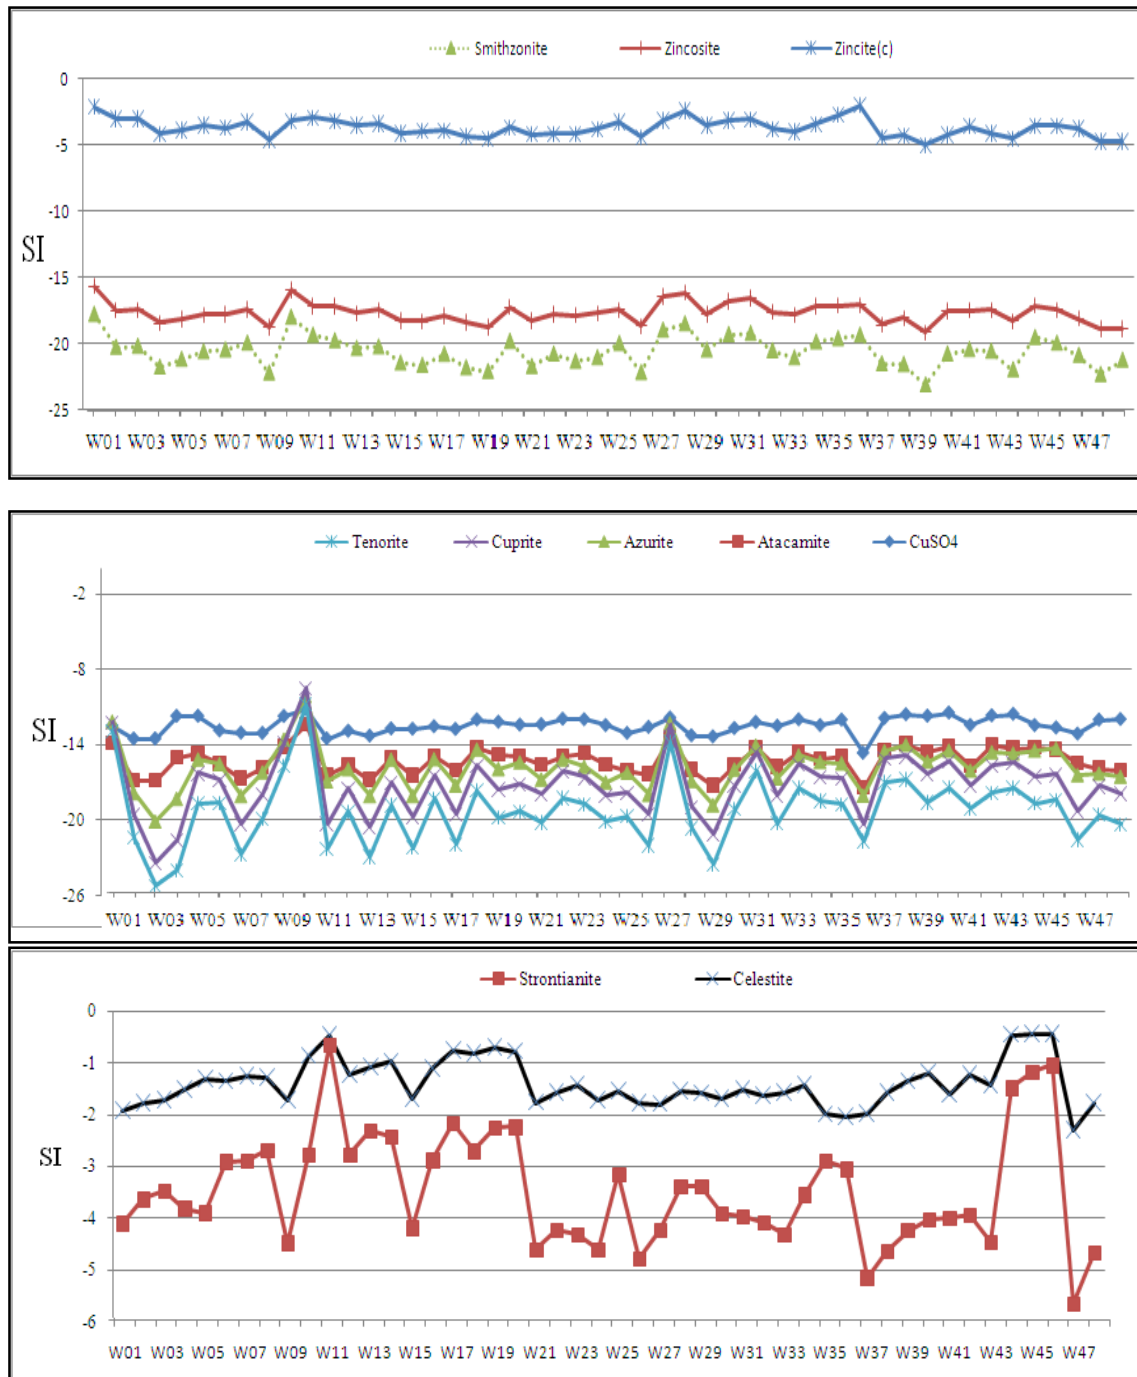 Smithzonite Zincosite Zincite(c)
0
-5
-10
SI
-15
-20
-25
W01 W03 W05 W07 W09 W11 W13 W15 W17 W19 W21 W23 W25 W27 W29 W31 W33 W35 W37 W39 W41 W43 W45 W47
Tenorite Cuprite Azurite Atacamite CuSO4
-2
-8
SI
-14
-20
-26
W01 W03 W05 W07 W09 W11 W13 W15 W17 W19 W21 W23 W25 W27 W29 W31 W33 W35 W37 W39 W41 W43 W45 W47
Strontianite Celestite
0
-1
-2
SI
-3
-4
-5
-6
W01 W03 W05 W07 W09 W11 W13 W15 W17 W19 W21 W23 W25 W27 W29 W31 W33 W35 W37 W39 W41 W43 W45 W47